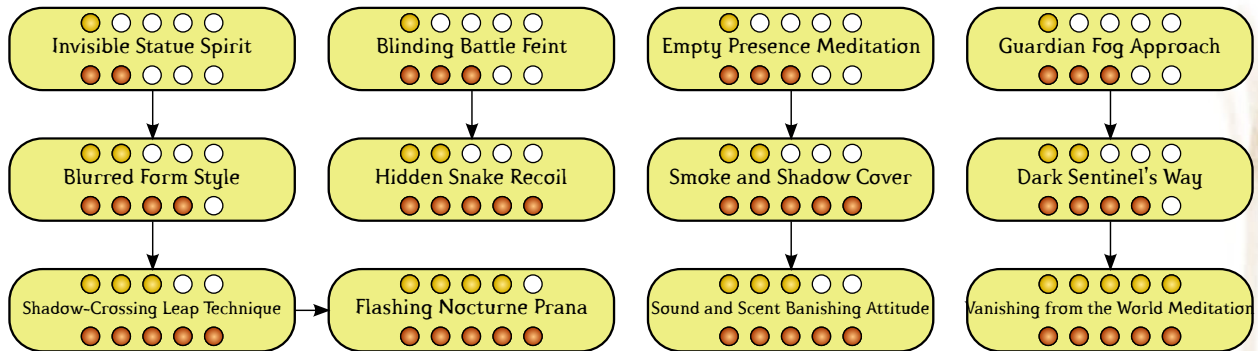 Invisible Statue Spirit
Blinding Battle Feint
Empty Presence Meditation
Guardian Fog Approach
Blurred Form Style
Hidden Snake Recoil
Smoke and Shadow Cover
Dark Sentinel's Way
Shadow-Crossing Leap Technique
Flashing Nocturne Prana
Sound and Scent Banishing Attitude
Vanishing from the World Meditation